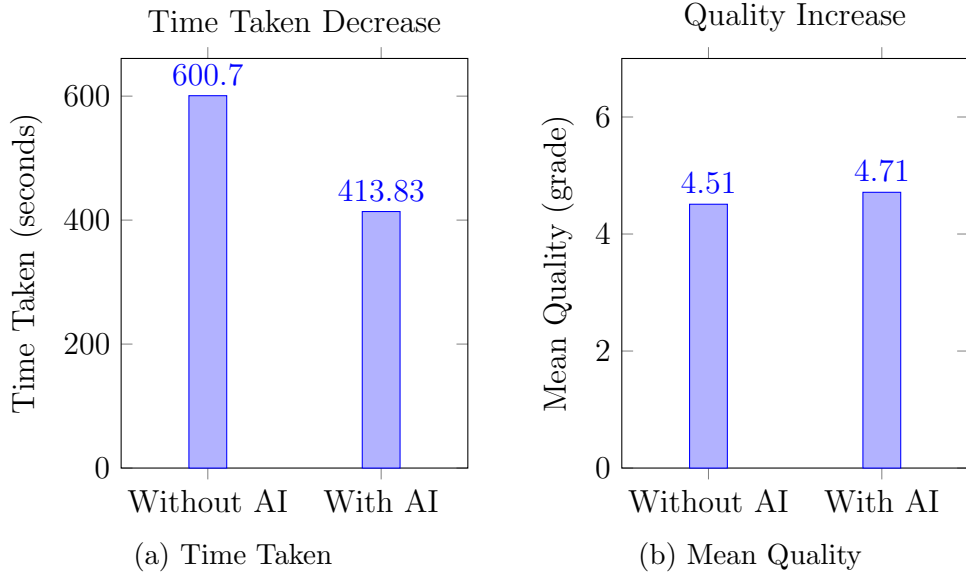 Time Taken Decrease
Time Taken (seconds)
600
400
200
0
600.7
413.83
Without AI
With AI
(a) Time Taken
Quality Increase
Mean Quality (grade)
6
4
2
0
4.51
4.71
Without AI
With AI
(b) Mean Quality